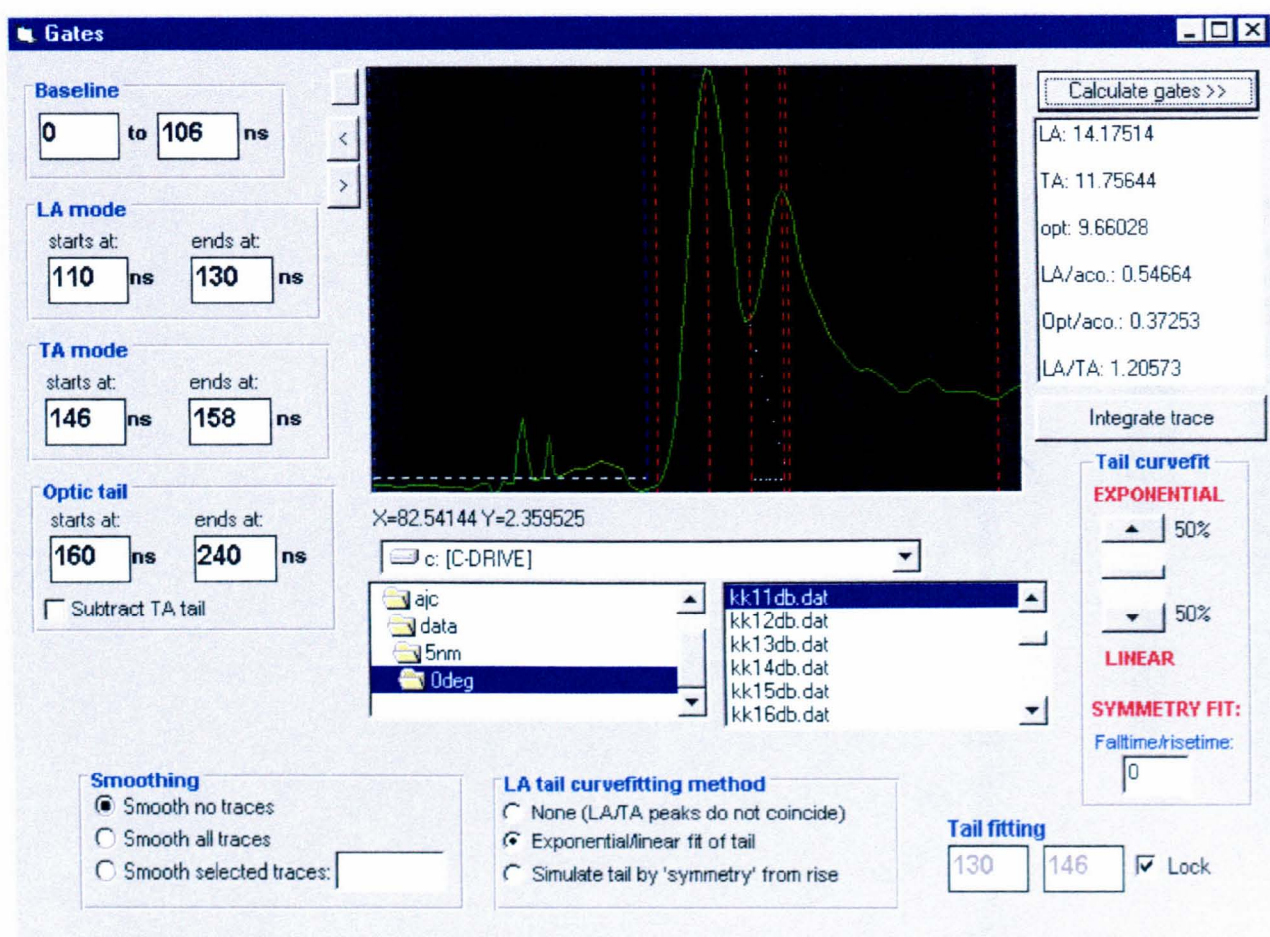 Gates
Baseline
0 to 106 ns
LA mode
starts at: ends at:
110 ns 130 ns
TA mode
starts at: ends at:
146 ns 158 ns
Optic tail
starts at: ends at:
160 ns 240 ns
Subtract TA tail
<
>
X=82.54144 Y=2.359525
c: [C-DRIVE]
ajc
data
5nm
0deg
kk11db.dat
kk12db.dat
kk13db.dat
kk14db.dat
kk15db.dat
kk16db.dat
Calculate gates >>
LA: 14.17514
TA: 11.75644
opt: 9.66028
LA/aco.: 0.54664
Opt/aco.: 0.37253
LA/TA: 1.20573
Integrate trace
Tail curvefit
EXPONENTIAL
50%
50%
LINEAR
SYMMETRY FIT:
Falltime/risetime:
0
Smoothing
Smooth no traces
Smooth all traces
Smooth selected traces:
LA tail curvefitting method
None (LA/TA peaks do not coincide)
Exponential/linear fit of tail
Simulate tail by 'symmetry' from rise
Tail fitting
130 146 Lock